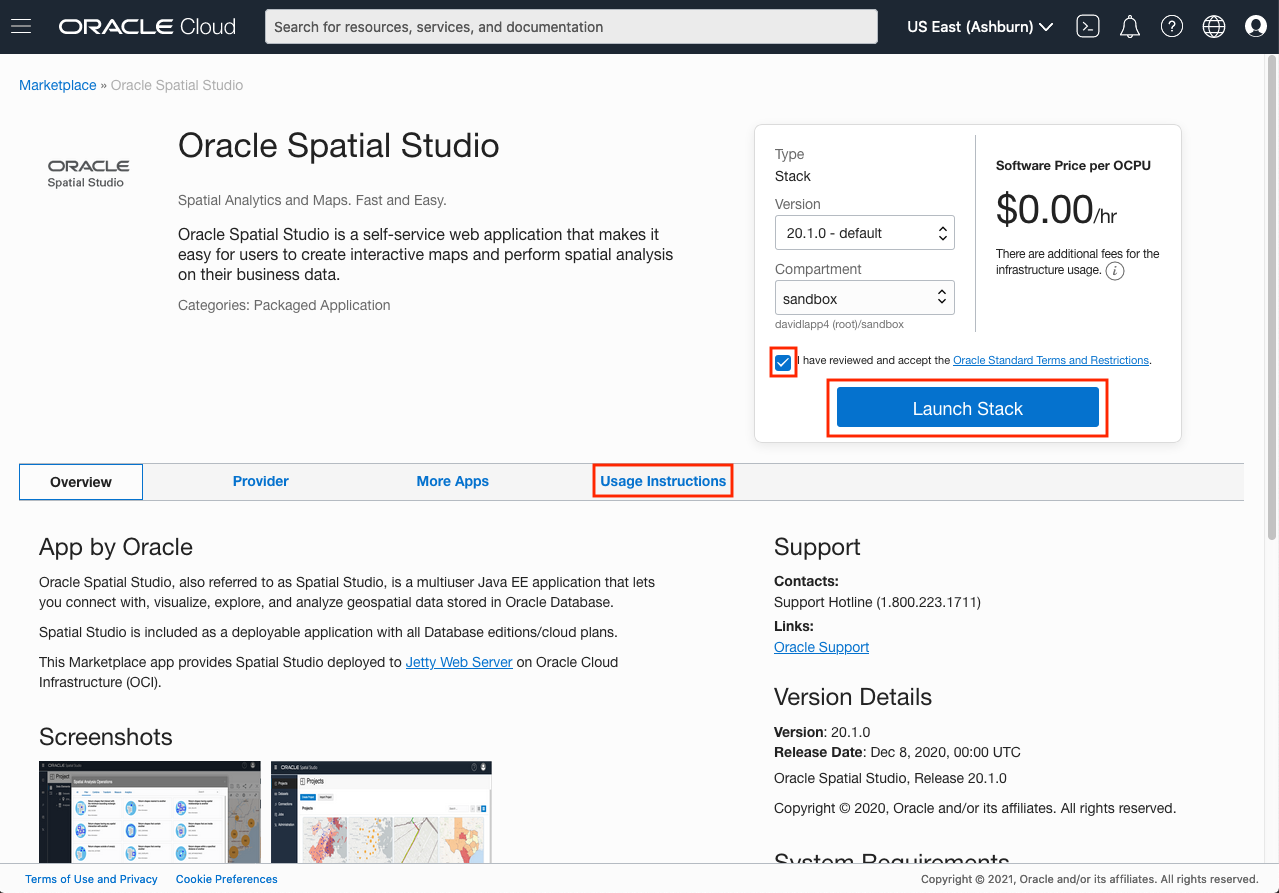 ORACLE Cloud
Search for resources, services, and documentation
US East (Ashburn)
Marketplace » Oracle Spatial Studio
ORACLE
Spatial Studio
Oracle Spatial Studio
Spatial Analytics and Maps. Fast and Easy.
Oracle Spatial Studio is a self-service web application that makes it
easy for users to create interactive maps and perform spatial analysis
on their business data.
Categories: Packaged Application
Type
Stack
Version
20.1.0 - default
Compartment
sandbox
davidlapp4 (root)/sandbox
Software Price per OCPU
$0.00/hr
There are additional fees for the
infrastructure usage.
I have reviewed and accept the Oracle Standard Terms and Restrictions.
Launch Stack
Overview
Provider
More Apps
Usage Instructions
App by Oracle
Oracle Spatial Studio, also referred to as Spatial Studio, is a multiuser Java EE application that lets
you connect with, visualize, explore, and analyze geospatial data stored in Oracle Database.
Spatial Studio is included as a deployable application with all Database editions/cloud plans.
This Marketplace app provides Spatial Studio deployed to Jetty Web Server on Oracle Cloud
Infrastructure (OCI).
Screenshots
ORACLE Spatial Studio
Spatial Analysis Operations
ORACLE Spatial Studio
Projects
Projects
Support
Contacts:
Support Hotline (1.800.223.1711)
Links:
Oracle Support
Version Details
Version: 20.1.0
Release Date: Dec 8, 2020, 00:00 UTC
Oracle Spatial Studio, Release 20.1.0
Copyright © 2020, Oracle and/or its affiliates. All rights reserved.
System Requirements
Terms of Use and Privacy
Cookie Preferences
Copyright © 2021, Oracle and/or its affiliates. All rights reserved.